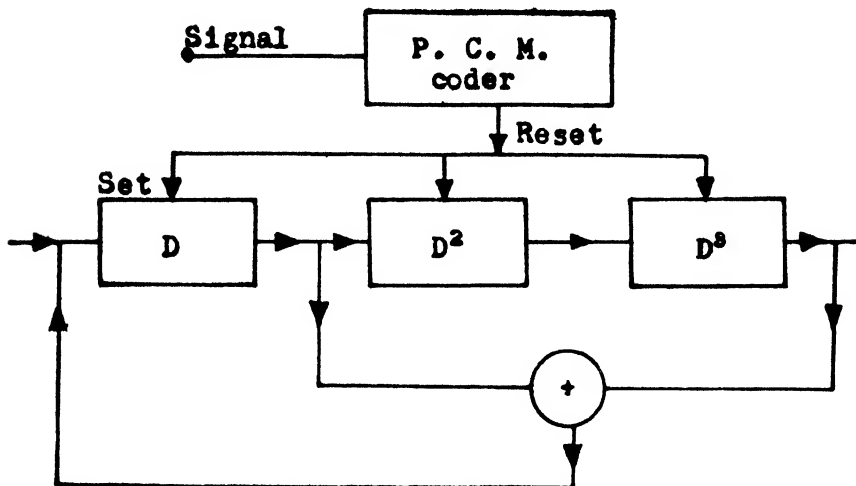 Signal
P. C. M.
coder
Reset
Set
D
D²
D³
+